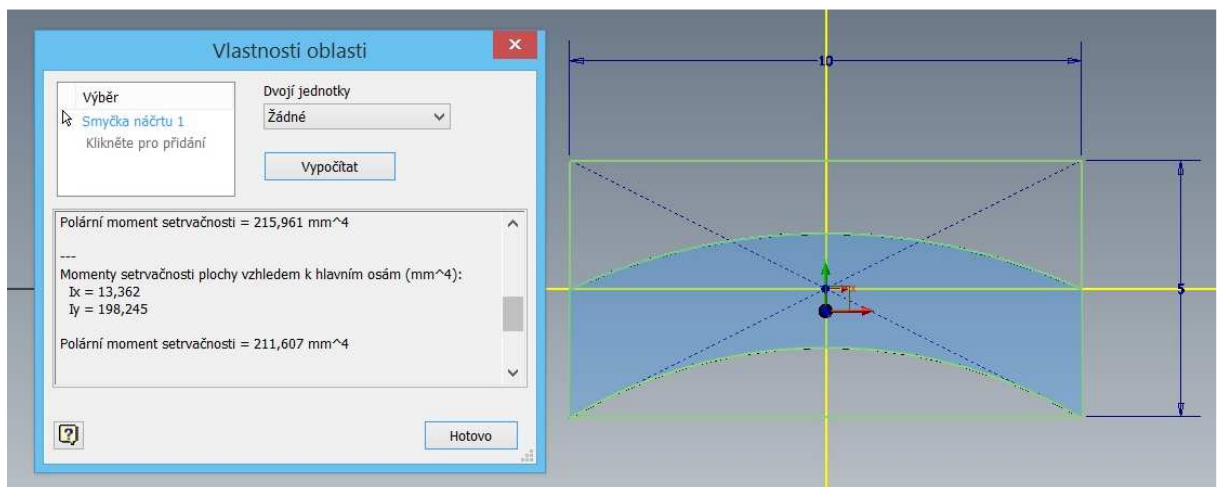 Vlastnosti oblasti
Výběr
Smyčka náčrtu 1
Klikněte pro přidání
Dvojí jednotky
Žádné
Vypočítat
Polární moment setrvačnosti = 215,961 mm^4
---
Momenty setrvačnosti plochy vzhledem k hlavním osám (mm^4):
Ix = 13,362
Iy = 198,245
Polární moment setrvačnosti = 211,607 mm^4
Hotovo
10
5